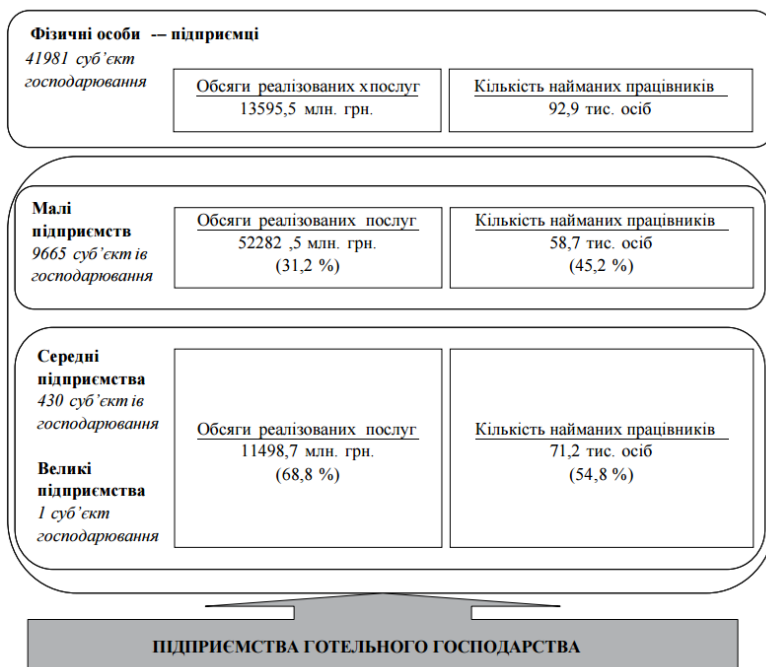 Фізичні особи -– підприємці
41981 суб’єкт
господарювання
Обсяги реалізованих хпослуг
13595,5 млн. грн.
Кількість найманих працівників
92,9 тис. осіб
Малі
підприємств
9665 суб’єкт ів
господарювання
Обсяги реалізованих послуг
52282 ,5 млн. грн.
(31,2 %)
Кількість найманих працівників
58,7 тис. осіб
(45,2 %)
Середні
підприємства
430 суб’єкт ів
господарювання
Великі
підприємства
1 суб’єкт
господарювання
Обсяги реалізованих послуг
11498,7 млн. грн.
(68,8 %)
Кількість найманих працівників
71,2 тис. осіб
(54,8 %)
ПІДПРИЄМСТВА ГОТЕЛЬНОГО ГОСПОДАРСТВА